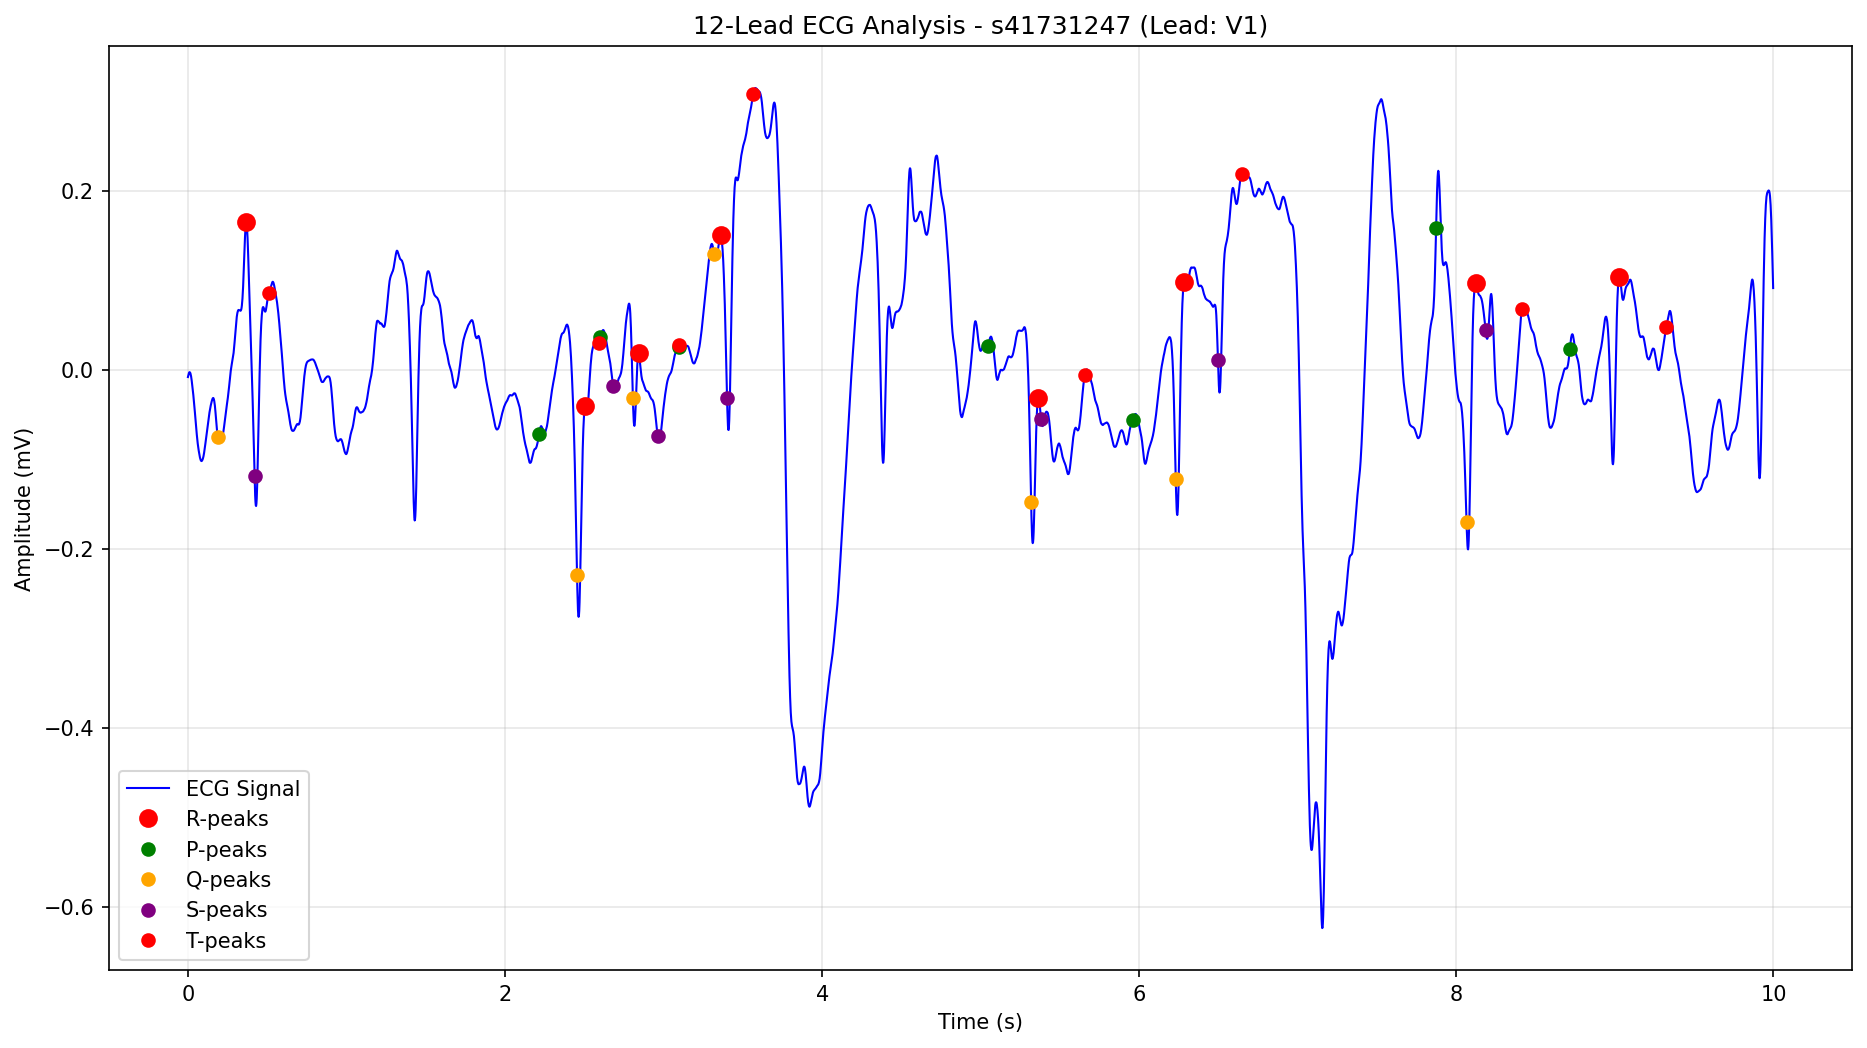 12-Lead ECG Analysis - s41731247 (Lead: V1)
Amplitude (mV)
0.2
0.0
−0.2
−0.4
−0.6
ECG Signal
R-peaks
P-peaks
Q-peaks
S-peaks
T-peaks
0 2 4 6 8 10
Time (s)